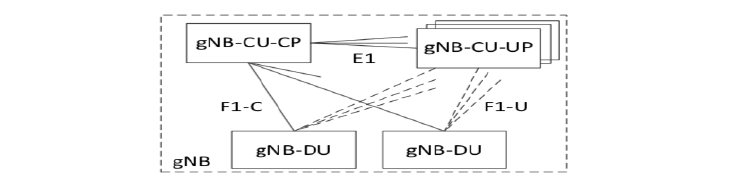 gNB-CU-CP
gNB-CU-UP
E1
F1-C
F1-U
gNB-DU
gNB-DU
gNB